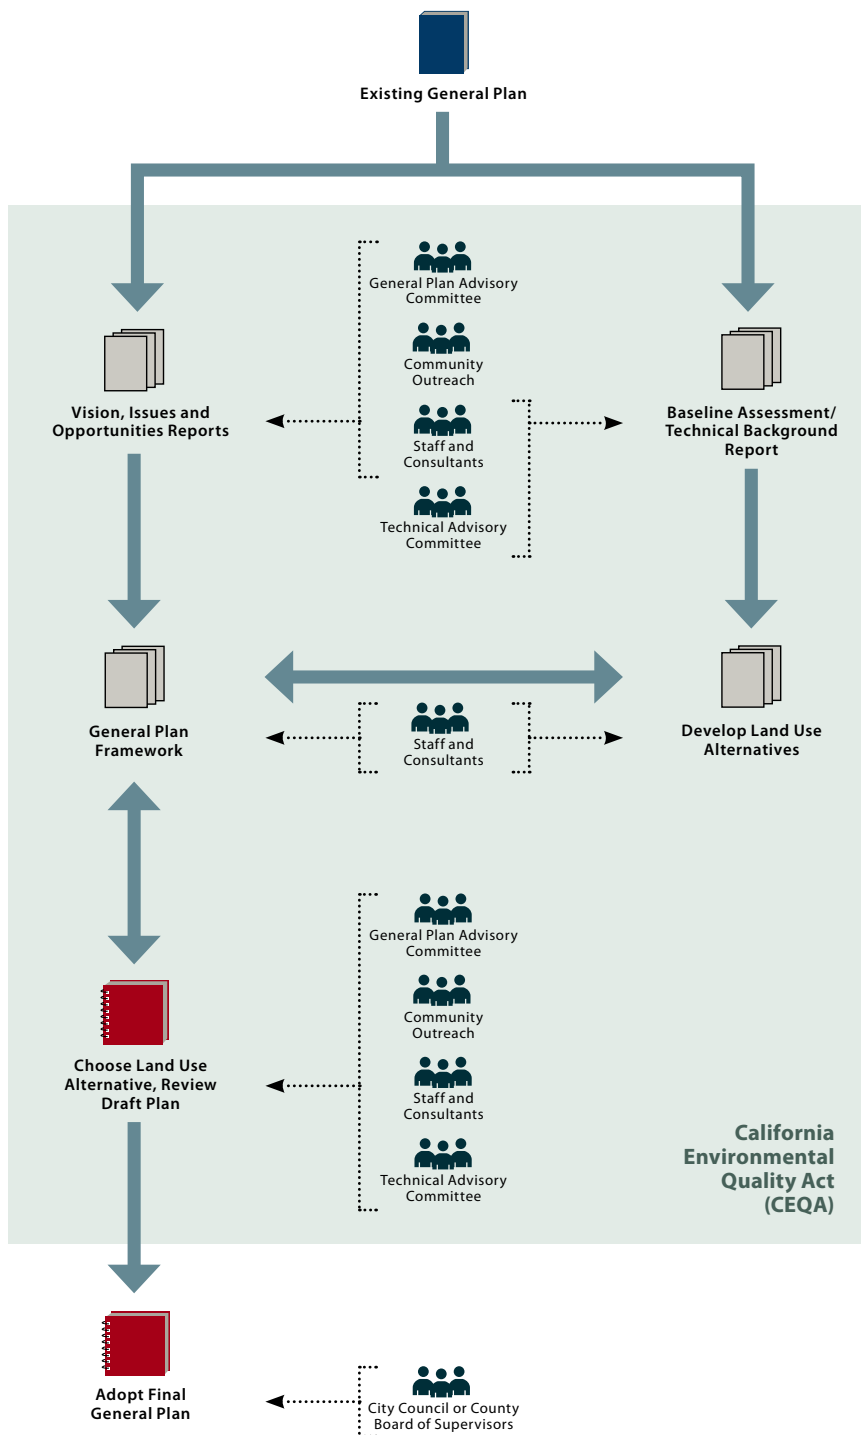 Existing General Plan
General Plan Advisory
Committee
Community
Outreach
Staff and
Consultants
Technical Advisory
Committee
Vision, Issues and
Opportunities Reports
Baseline Assessment/
Technical Background
Report
General Plan
Framework
Staff and
Consultants
Develop Land Use
Alternatives
General Plan Advisory
Committee
Community
Outreach
Staff and
Consultants
Technical Advisory
Committee
Choose Land Use
Alternative, Review
Draft Plan
California
Environmental
Quality Act
(CEQA)
Adopt Final
General Plan
City Council or County
Board of Supervisors